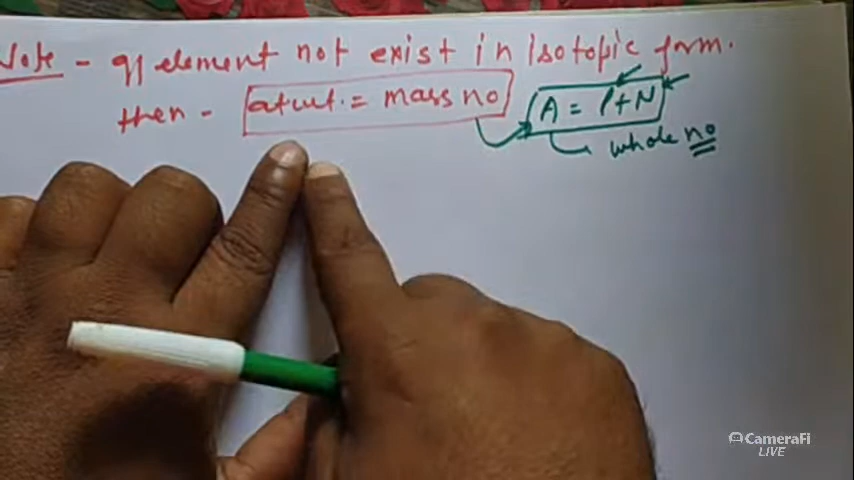 Note - If element not exist in isotopic form.
then - at wt. = mass no
A = P + N
whole no
CameraFi
LIVE